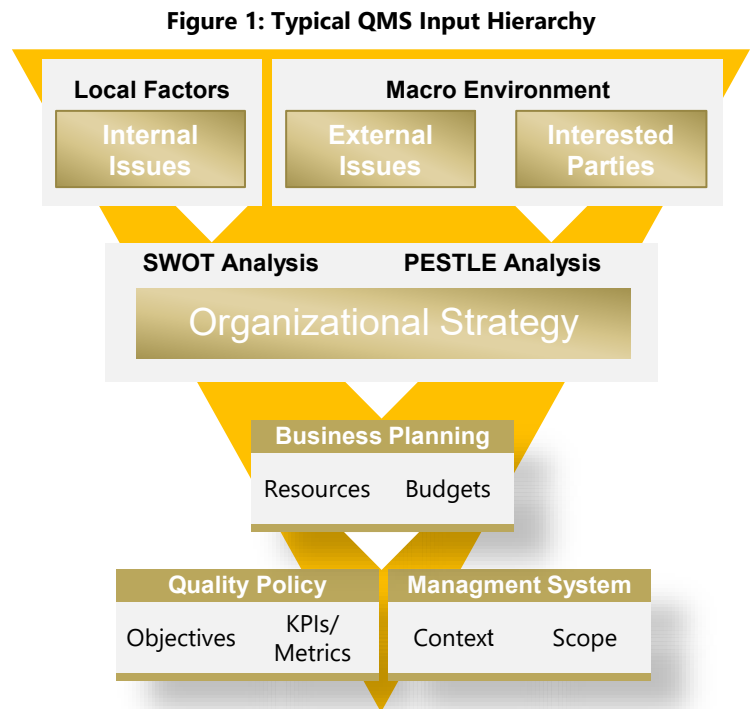 Figure 1: Typical QMS Input Hierarchy
Local Factors
Macro Environment
Internal
Issues
External
Issues
Interested
Parties
SWOT Analysis
PESTLE Analysis
Organizational Strategy
Business Planning
Resources
Budgets
Quality Policy
Managment System
Objectives
KPIs/
Metrics
Context
Scope